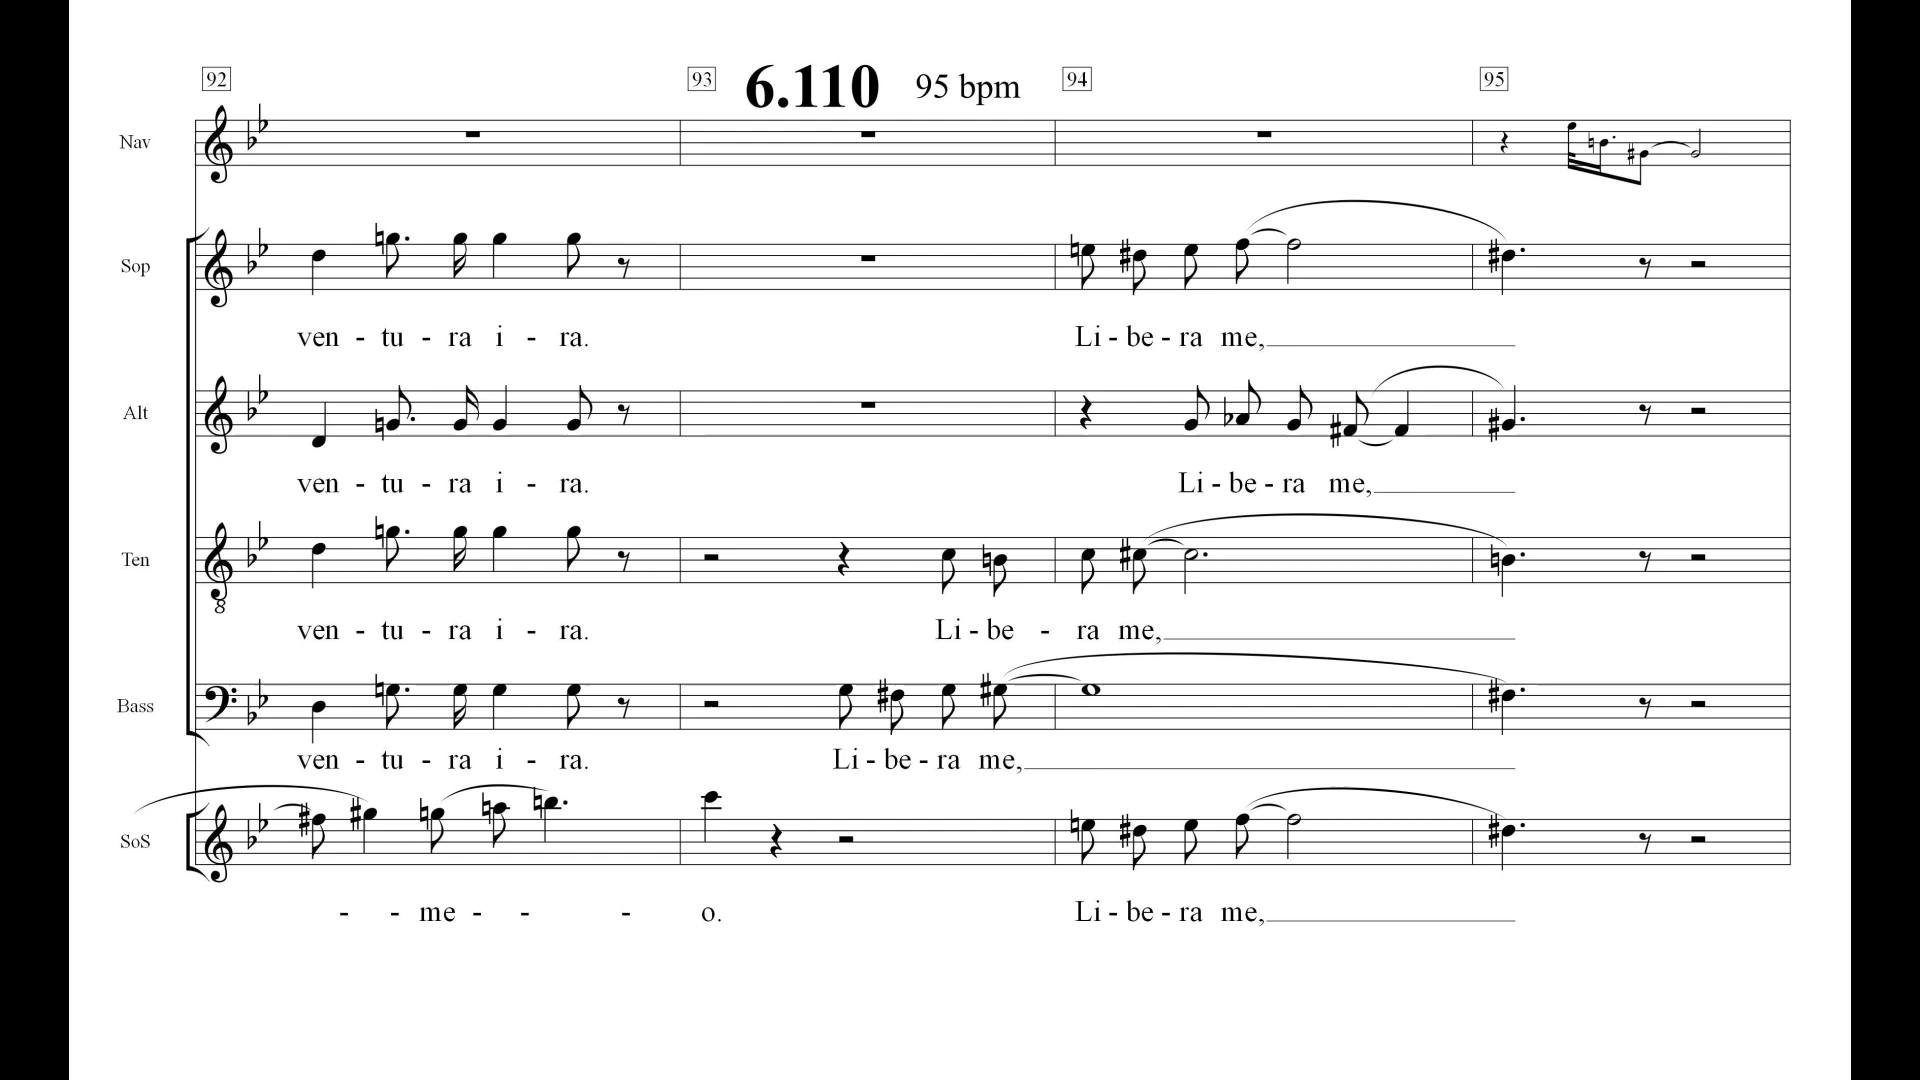 92 93 6.110 95 bpm 94 95
Nav
Sop
ven - tu - ra i - ra. Li - be - ra me,
Alt
ven - tu - ra i - ra. Li - be - ra me,
Ten
8
ven - tu - ra i - ra. Li - be - ra me,
Bass
ven - tu - ra i - ra. Li - be - ra me,
SoS
- - me - - - o. Li - be - ra me,